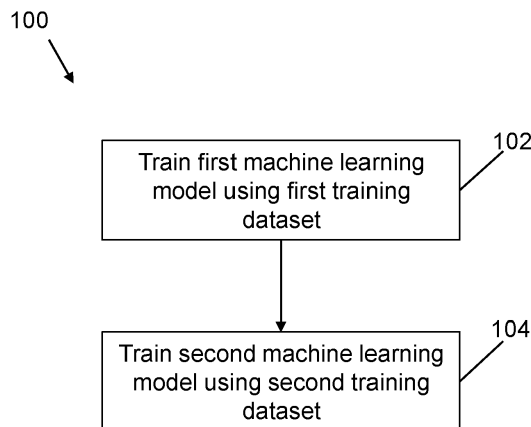 100
102
Train first machine learning
model using first training
dataset
104
Train second machine learning
model using second training
dataset